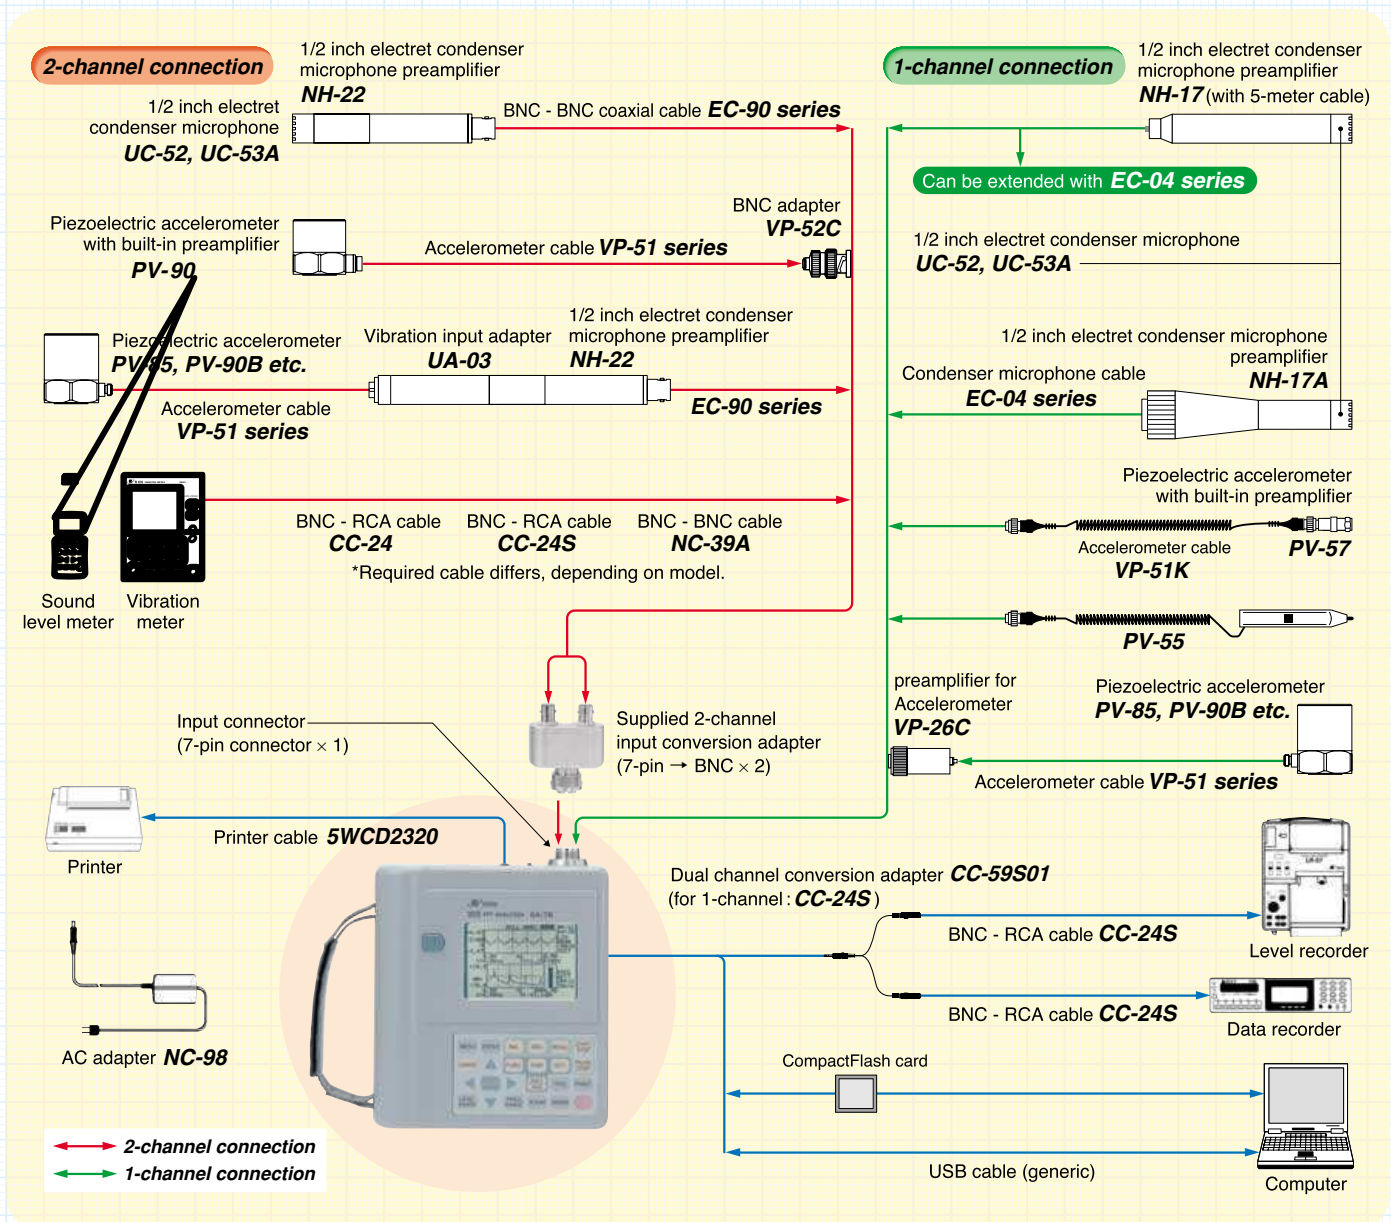 2-channel connection
1/2 inch electret condenser
microphone preamplifier
NH-22
1/2 inch electret
condenser microphone
UC-52, UC-53A
BNC - BNC coaxial cable EC-90 series
Piezoelectric accelerometer
with built-in preamplifier
PV-90
Accelerometer cable VP-51 series
BNC adapter
VP-52C
Piezoelectric accelerometer
PV-85, PV-90B etc.
Vibration input adapter
UA-03
1/2 inch electret condenser
microphone preamplifier
NH-22
Accelerometer cable
VP-51 series
EC-90 series
BNC - RCA cable
CC-24
BNC - RCA cable
CC-24S
BNC - BNC cable
NC-39A
*Required cable differs, depending on model.
Sound
level meter
Vibration
meter
1-channel connection
1/2 inch electret condenser
microphone preamplifier
NH-17 (with 5-meter cable)
Can be extended with EC-04 series
1/2 inch electret condenser microphone
UC-52, UC-53A
1/2 inch electret condenser microphone
preamplifier
NH-17A
Condenser microphone cable
EC-04 series
Piezoelectric accelerometer
with built-in preamplifier
PV-57
Accelerometer cable
VP-51K
PV-55
preamplifier for
Accelerometer
VP-26C
Piezoelectric accelerometer
PV-85, PV-90B etc.
Accelerometer cable VP-51 series
Input connector
(7-pin connector × 1)
Supplied 2-channel
input conversion adapter
(7-pin → BNC × 2)
Printer cable 5WCD2320
Printer
AC adapter NC-98
Dual channel conversion adapter CC-59S01
(for 1-channel : CC-24S )
BNC - RCA cable CC-24S
Level recorder
BNC - RCA cable CC-24S
Data recorder
CompactFlash card
USB cable (generic)
Computer
2-channel connection
1-channel connection